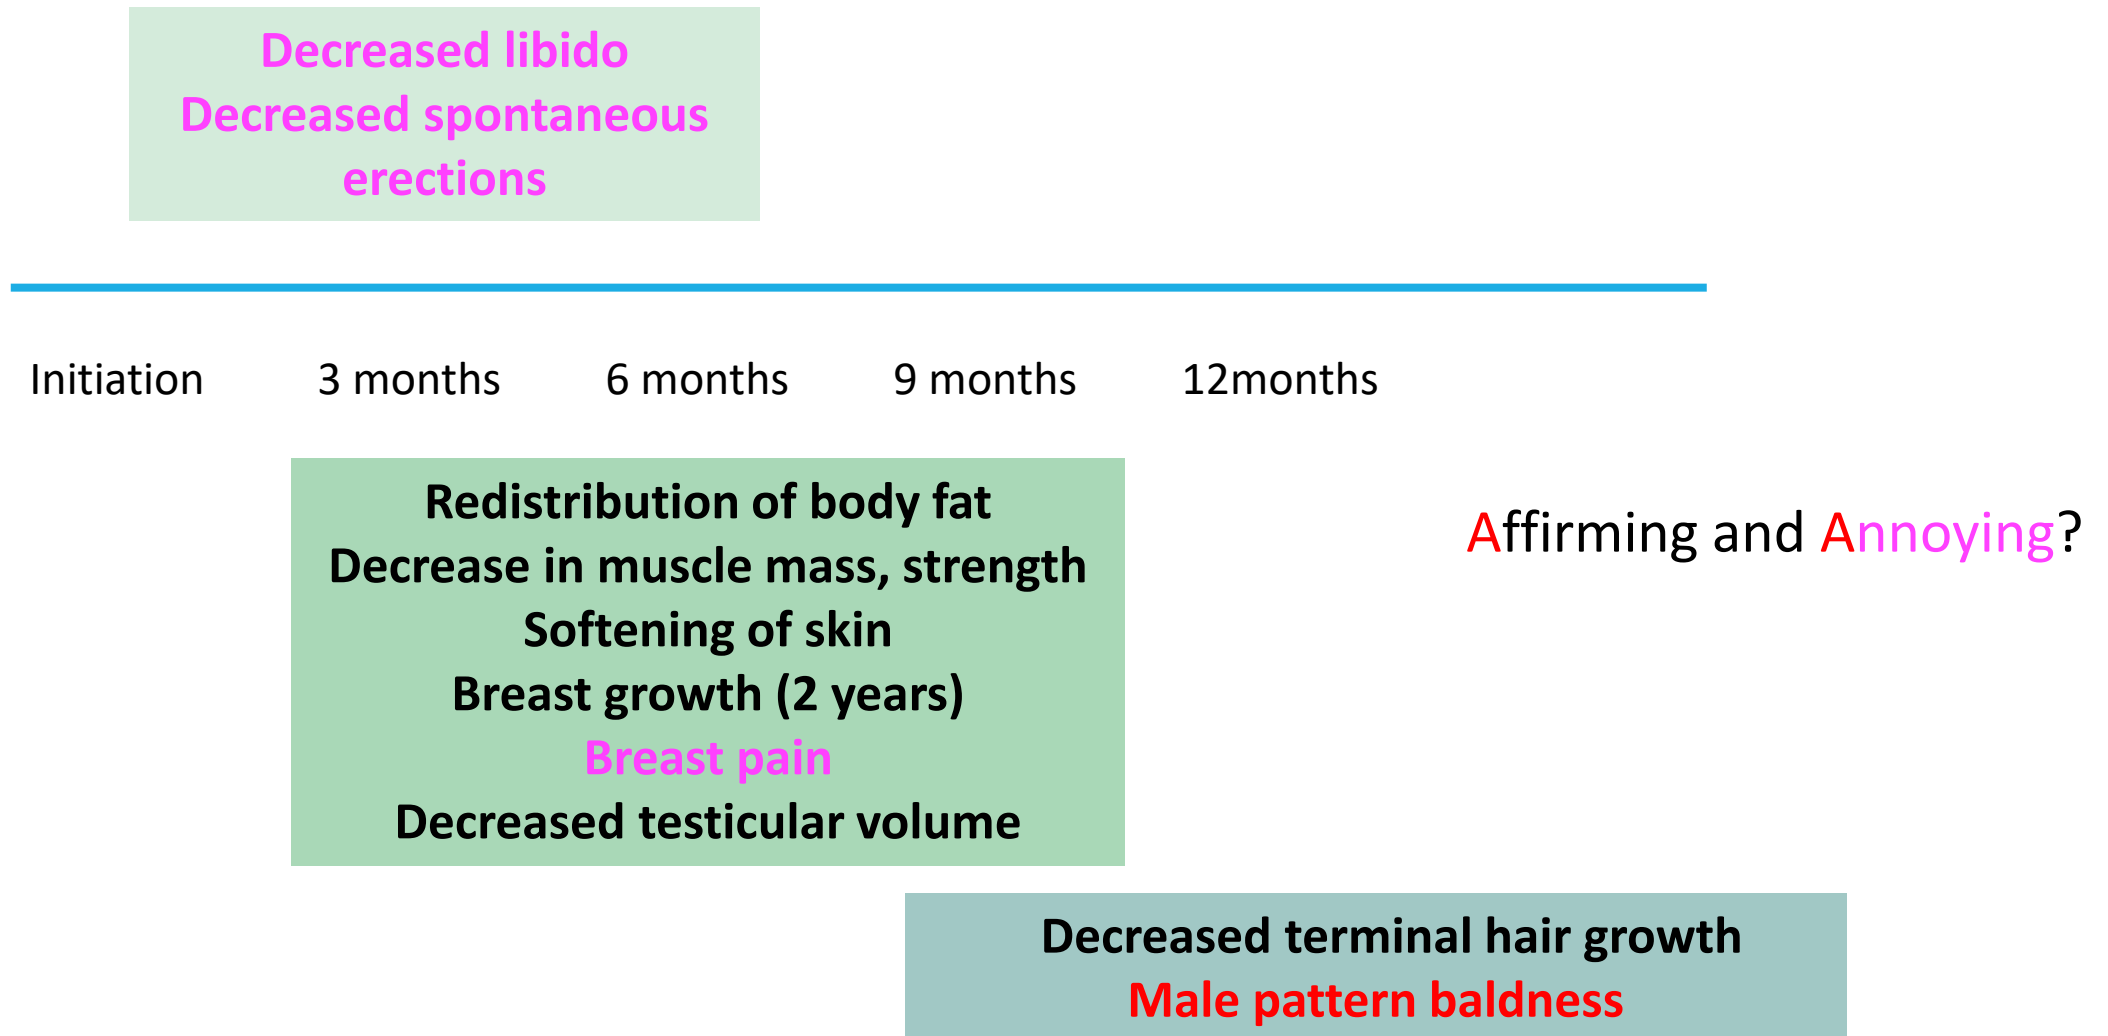 Decreased libido
Decreased spontaneous
erections
Initiation 3 months 6 months 9 months 12months
Redistribution of body fat
Decrease in muscle mass, strength
Softening of skin
Breast growth (2 years)
Breast pain
Decreased testicular volume
Affirming and Annoying?
Decreased terminal hair growth
Male pattern baldness